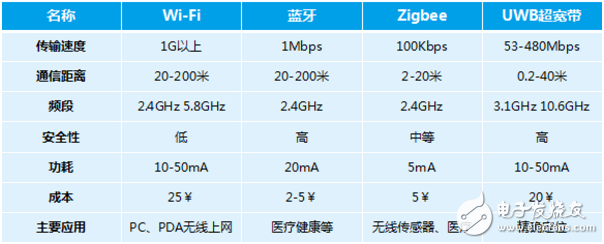 名称 Wi-Fi 蓝牙 Zigbee UWB超宽带
传输速度 1G以上 1Mbps 100Kbps 53-480Mbps
通信距离 20-200米 20-200米 2-20米 0.2-40米
频段 2.4GHz 5.8GHz 2.4GHz 2.4GHz 3.1GHz 10.6GHz
安全性 低 高 中等 高
功耗 10-50mA 20mA 5mA 10-50mA
成本 25¥ 2-5¥ 5¥ 20¥
主要应用 PC、PDA无线上网 医疗健康等 无线传感器、医
电子发烧友
www.elecfans.com